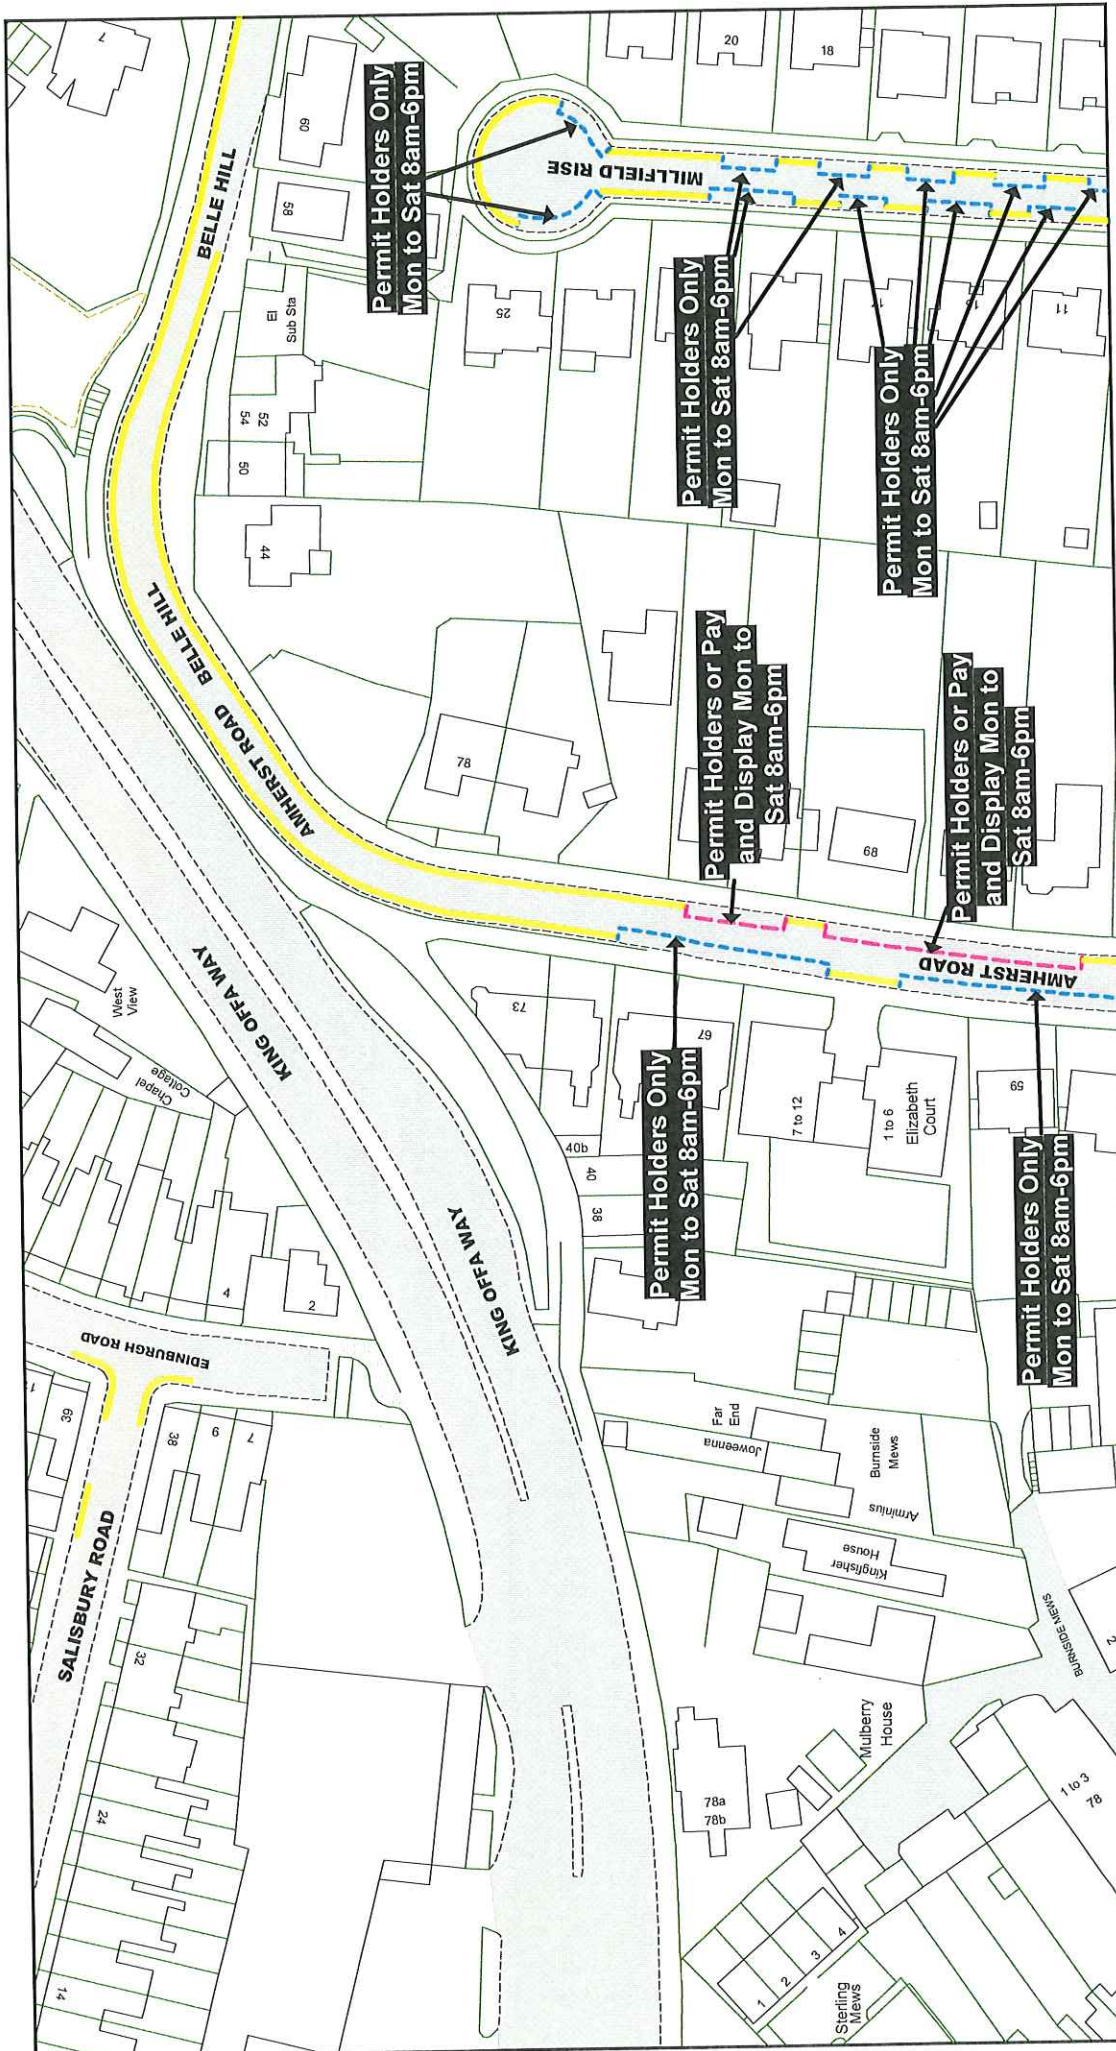 7
BELLE HILL
60
58
El
Sub Sta
54
52
50
44
BELLE HILL
AMHERST ROAD
Permit Holders Only
Mon to Sat 8am-6pm
MILLFIELD RISE
20
18
25
11
Permit Holders Only
Mon to Sat 8am-6pm
Permit Holders Only
Mon to Sat 8am-6pm
78
68
Permit Holders or Pay
and Display Mon to
Sat 8am-6pm
Permit Holders or Pay
and Display Mon to
Sat 8am-6pm
AMHERST ROAD
KING OFFA WAY
West
View
Chapel
Cottage
73
67
7 to 12
1 to 6
Elizabeth
Court
59
Permit Holders Only
Mon to Sat 8am-6pm
Permit Holders Only
Mon to Sat 8am-6pm
40b
40
38
KING OFFA WAY
4
2
EDINBURGH ROAD
39
38
9
7
SALISBURY ROAD
32
24
14
Far
End
Joweenna
Burnside
Mews
Arminius
Kingfisher
House
BURNSIDE MEWS
2
Mulberry
House
78a
78b
1 to 3
78
1
2
3
4
Sterling
Mews